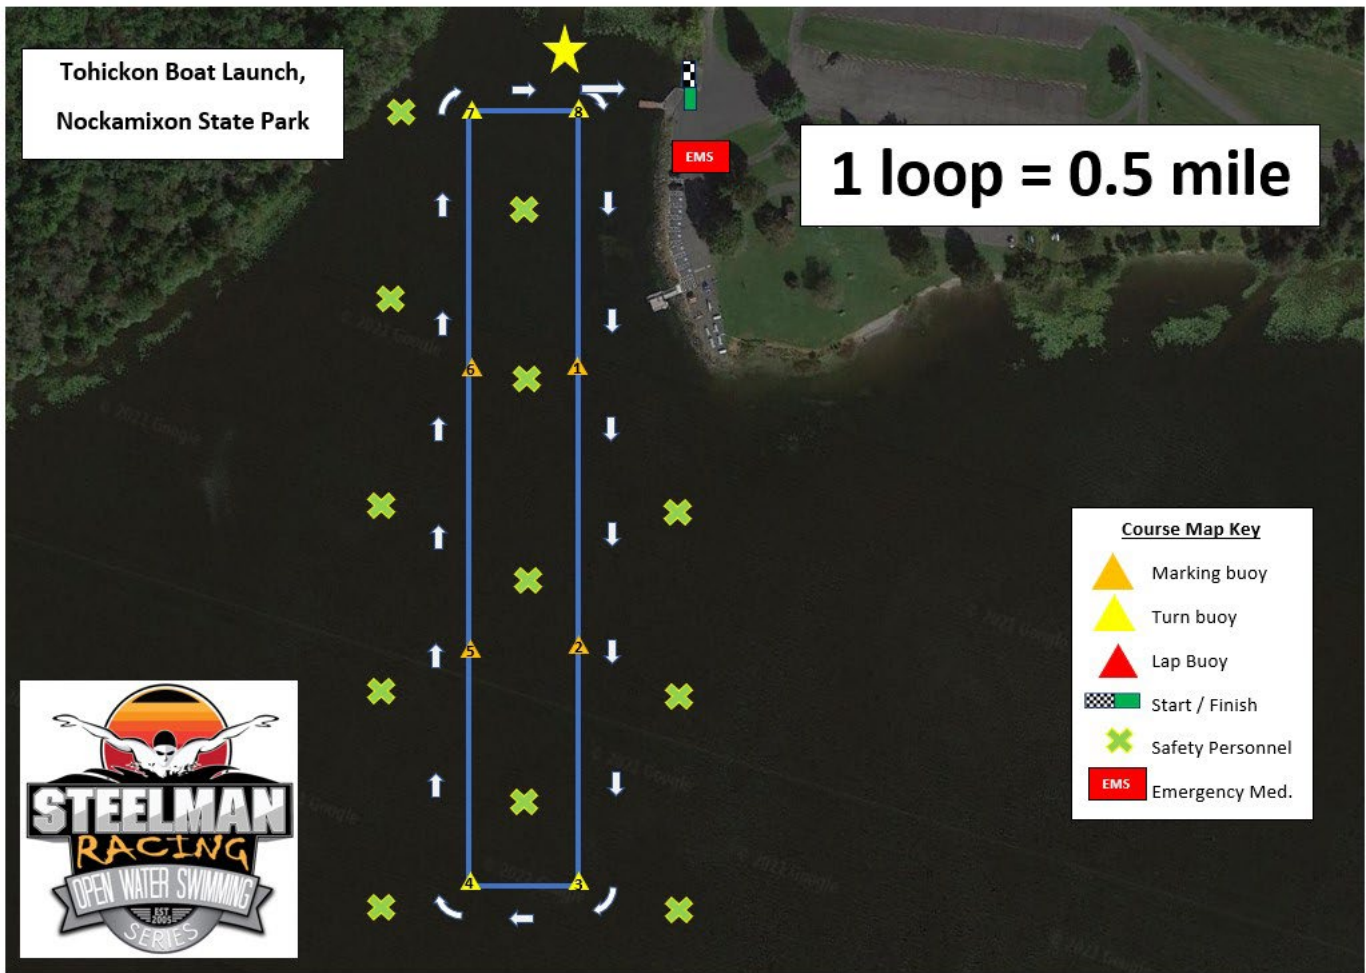 Tohickon Boat Launch,
Nockamixon State Park
1 loop = 0.5 mile
EMS
7
8
6
1
5
2
4
3
© 2022 Google
Course Map Key
Marking buoy
Turn buoy
Lap Buoy
Start / Finish
Safety Personnel
EMS Emergency Med.
STEELMAN
RACING
OPEN WATER SWIMMING
EST
2005
SERIES